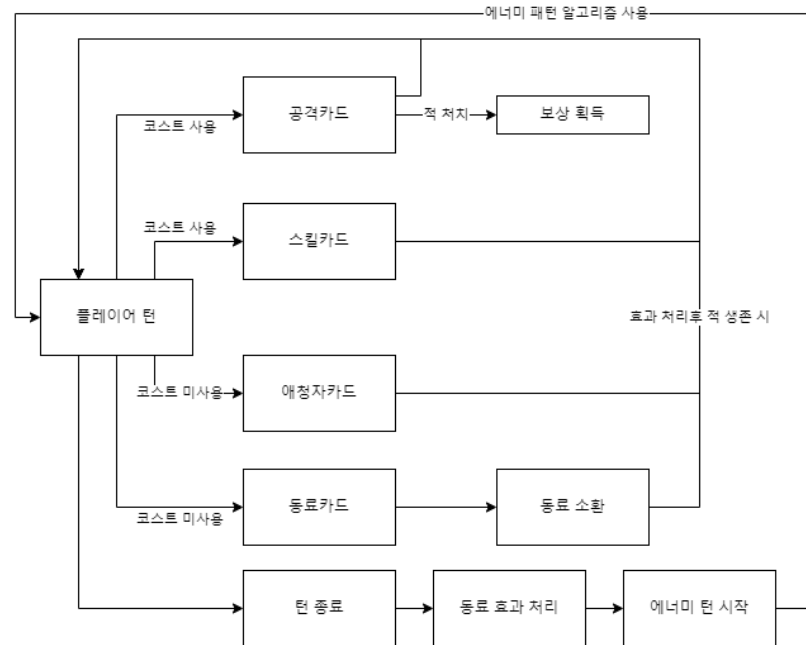 에너미 패턴 알고리즘 사용
공격카드
적 처치
보상 획득
코스트 사용
코스트 사용
스킬카드
플레이어 턴
효과 처리후 적 생존 시
코스트 미사용
애청자카드
코스트 미사용
동료카드
동료 소환
턴 종료
동료 효과 처리
에너미 턴 시작